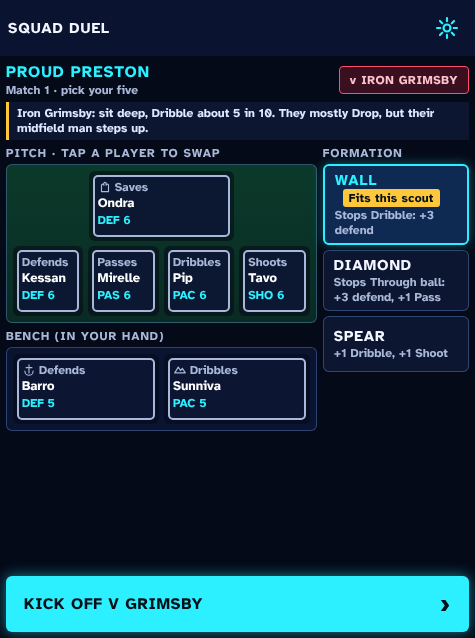 SQUAD DUEL
PROUD PRESTON
Match 1 · pick your five
v IRON GRIMSBY
Iron Grimsby: sit deep, Dribble about 5 in 10. They mostly Drop, but their
midfield man steps up.
PITCH · TAP A PLAYER TO SWAP
Saves
Ondra
DEF 6
Defends
Kessan
DEF 6
Passes
Mirelle
PAS 6
Dribbles
Pip
PAC 6
Shoots
Tavo
SHO 6
BENCH (IN YOUR HAND)
Defends
Barro
DEF 5
Dribbles
Sunniva
PAC 5
FORMATION
WALL
Fits this scout
Stops Dribble: +3
defend
DIAMOND
Stops Through ball:
+3 defend, +1 Pass
SPEAR
+1 Dribble, +1 Shoot
KICK OFF V GRIMSBY ›